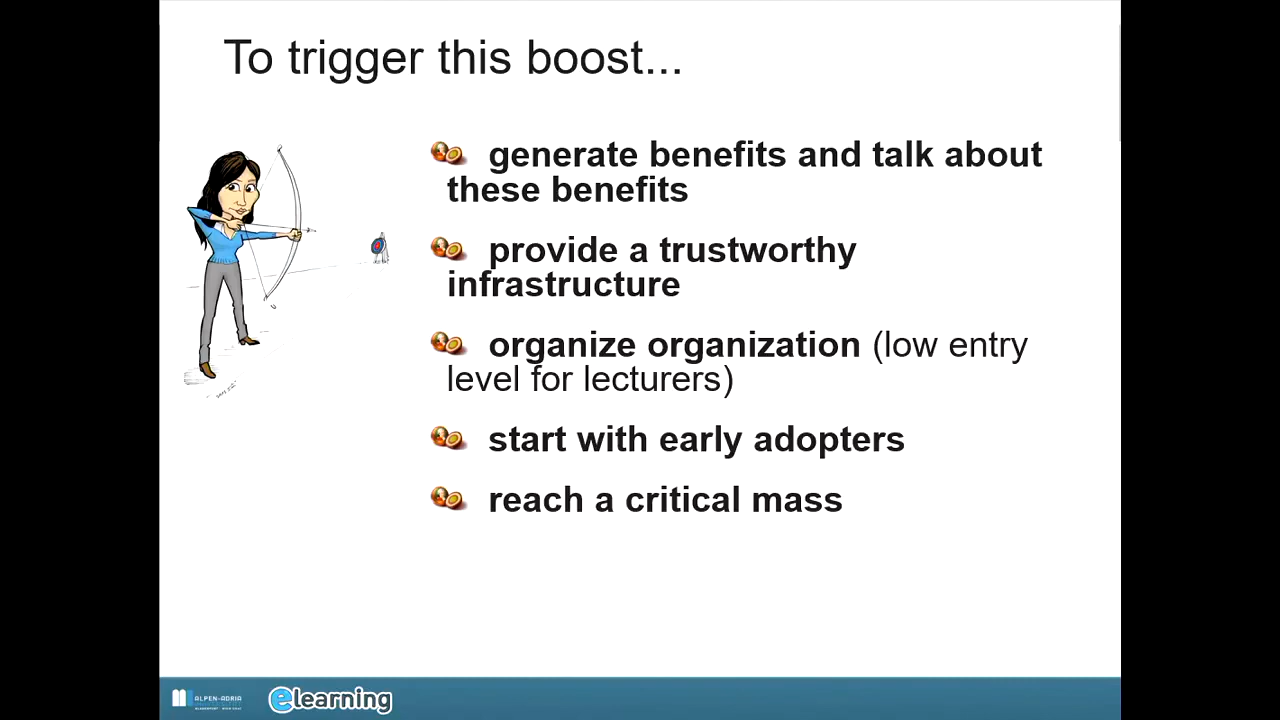 To trigger this boost...
generate benefits and talk about
these benefits
provide a trustworthy
infrastructure
organize organization (low entry
level for lecturers)
start with early adopters
reach a critical mass
ALPEN-ADRIA
elearning